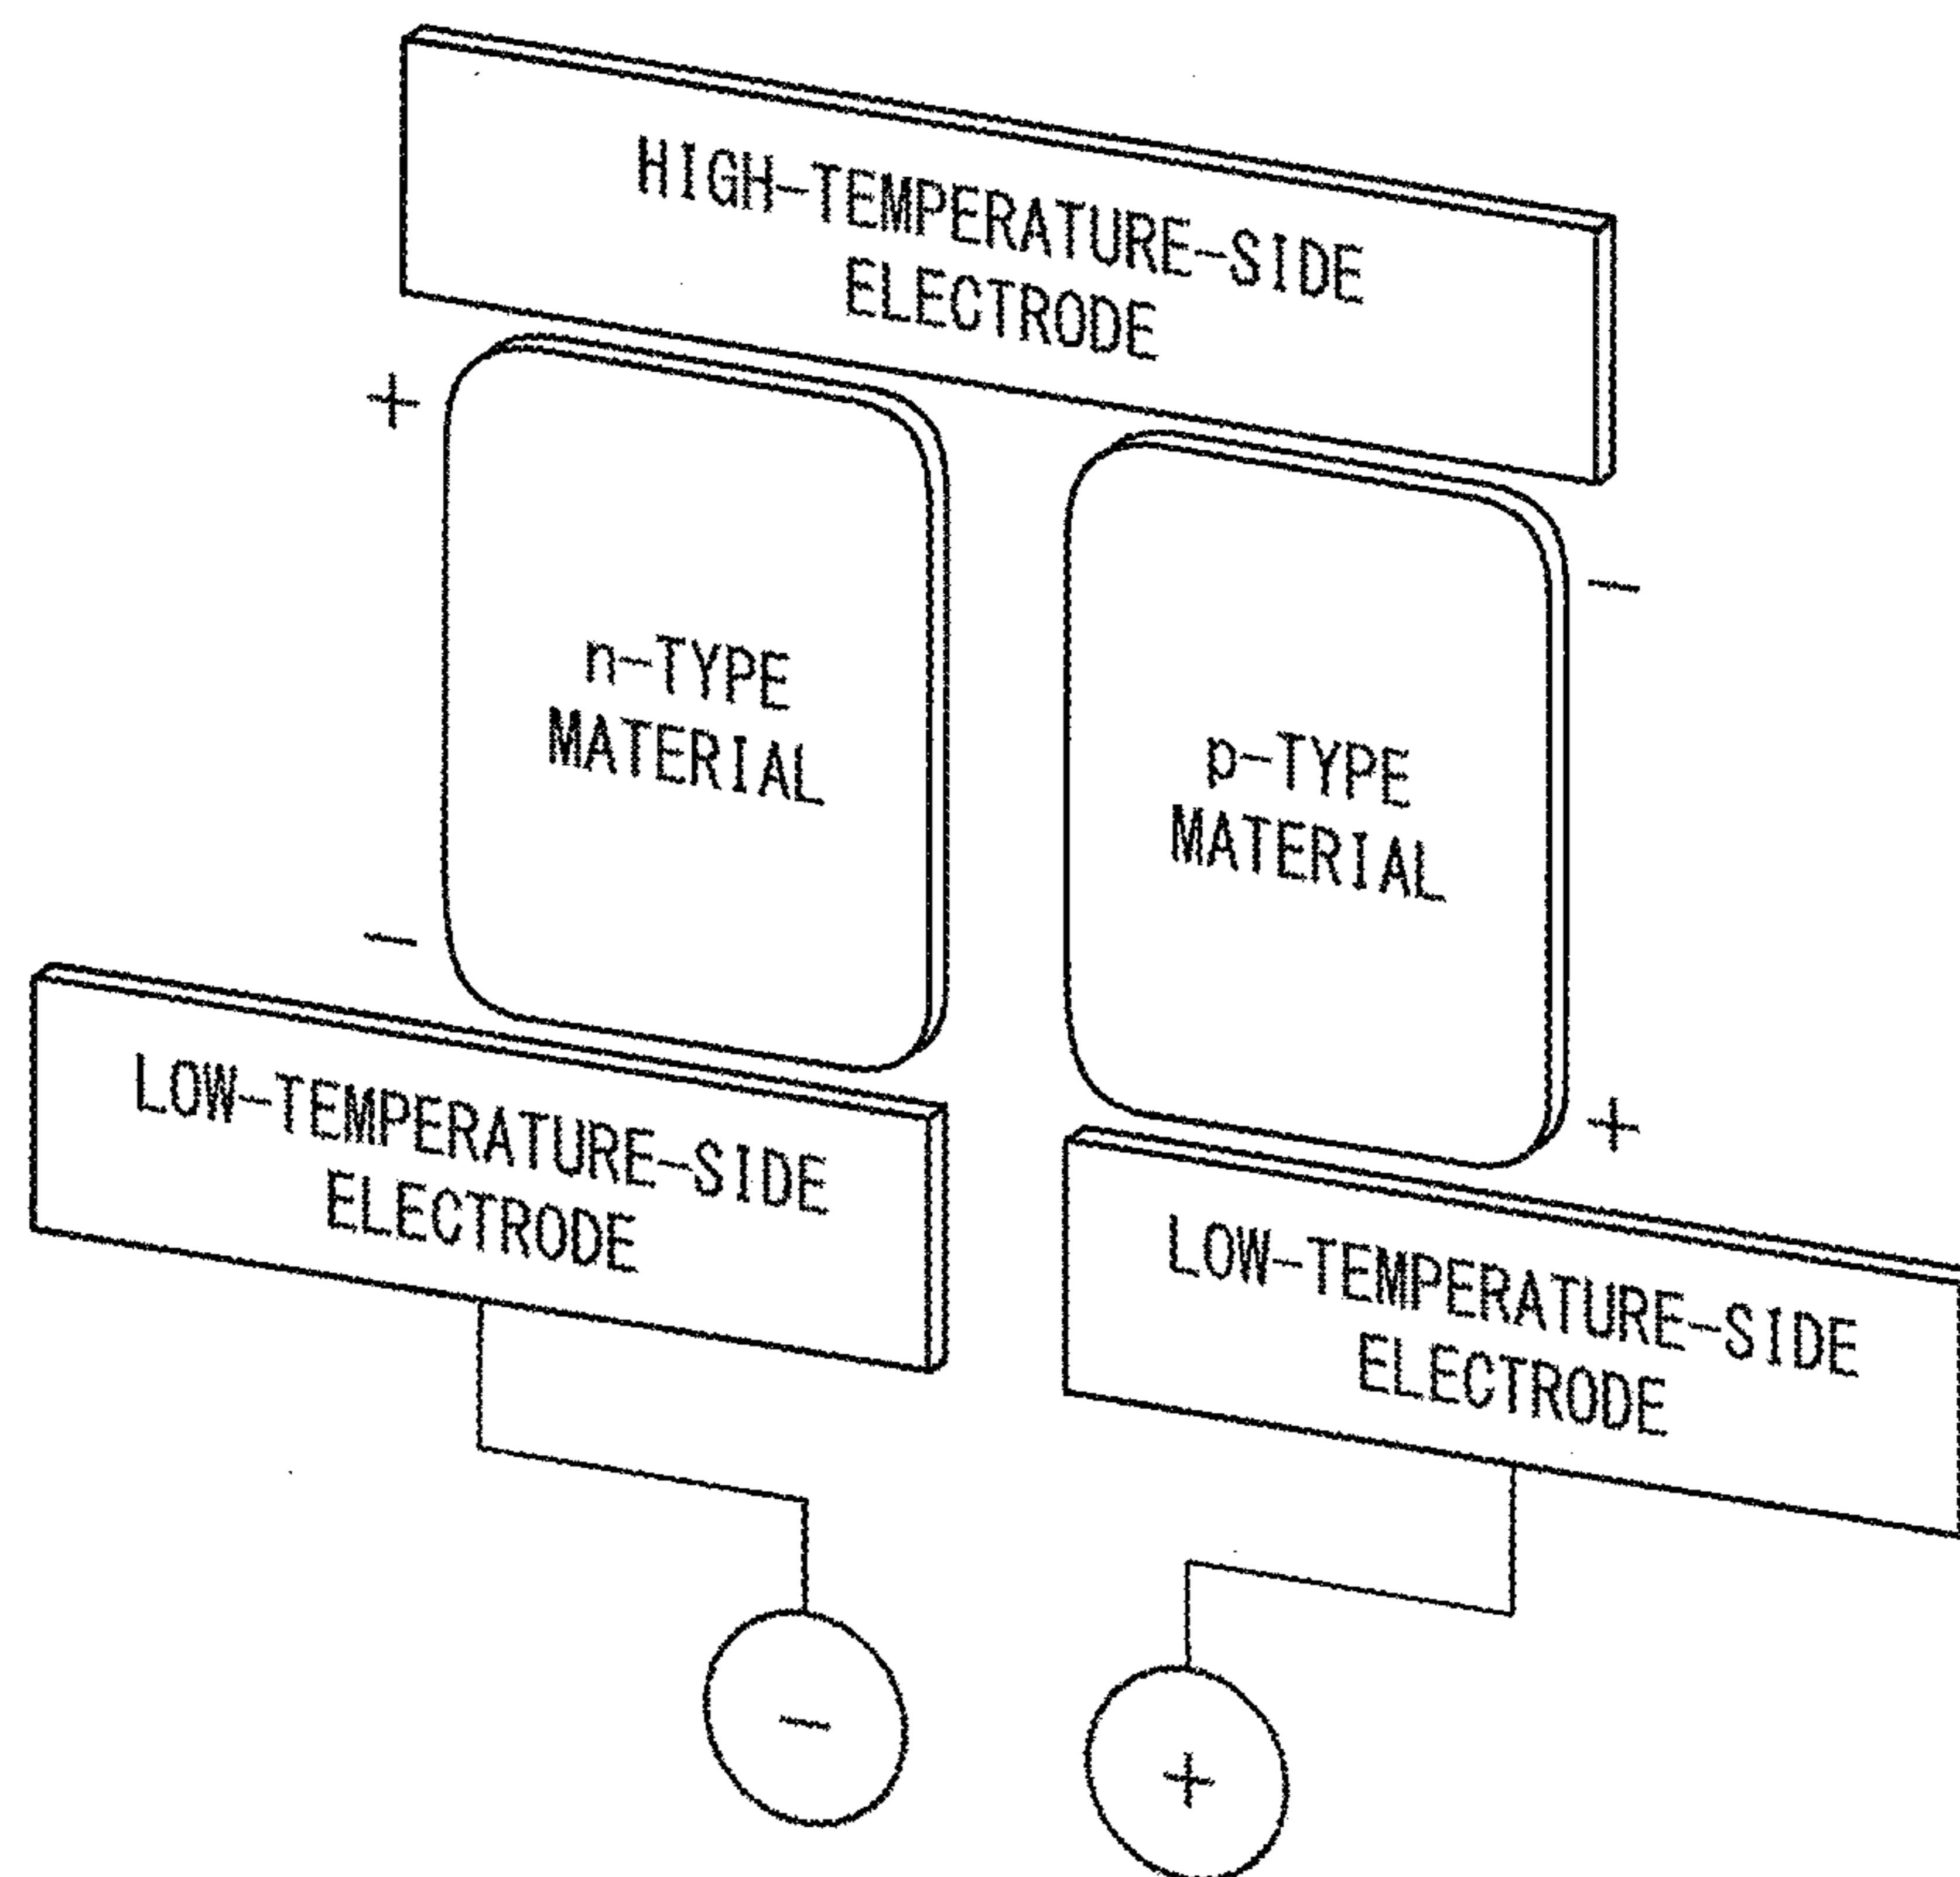 HIGH-TEMPERATURE-SIDE
ELECTRODE
+
n-TYPE
MATERIAL
-
p-TYPE
MATERIAL
-
+
LOW-TEMPERATURE-SIDE
ELECTRODE
LOW-TEMPERATURE-SIDE
ELECTRODE
-
+